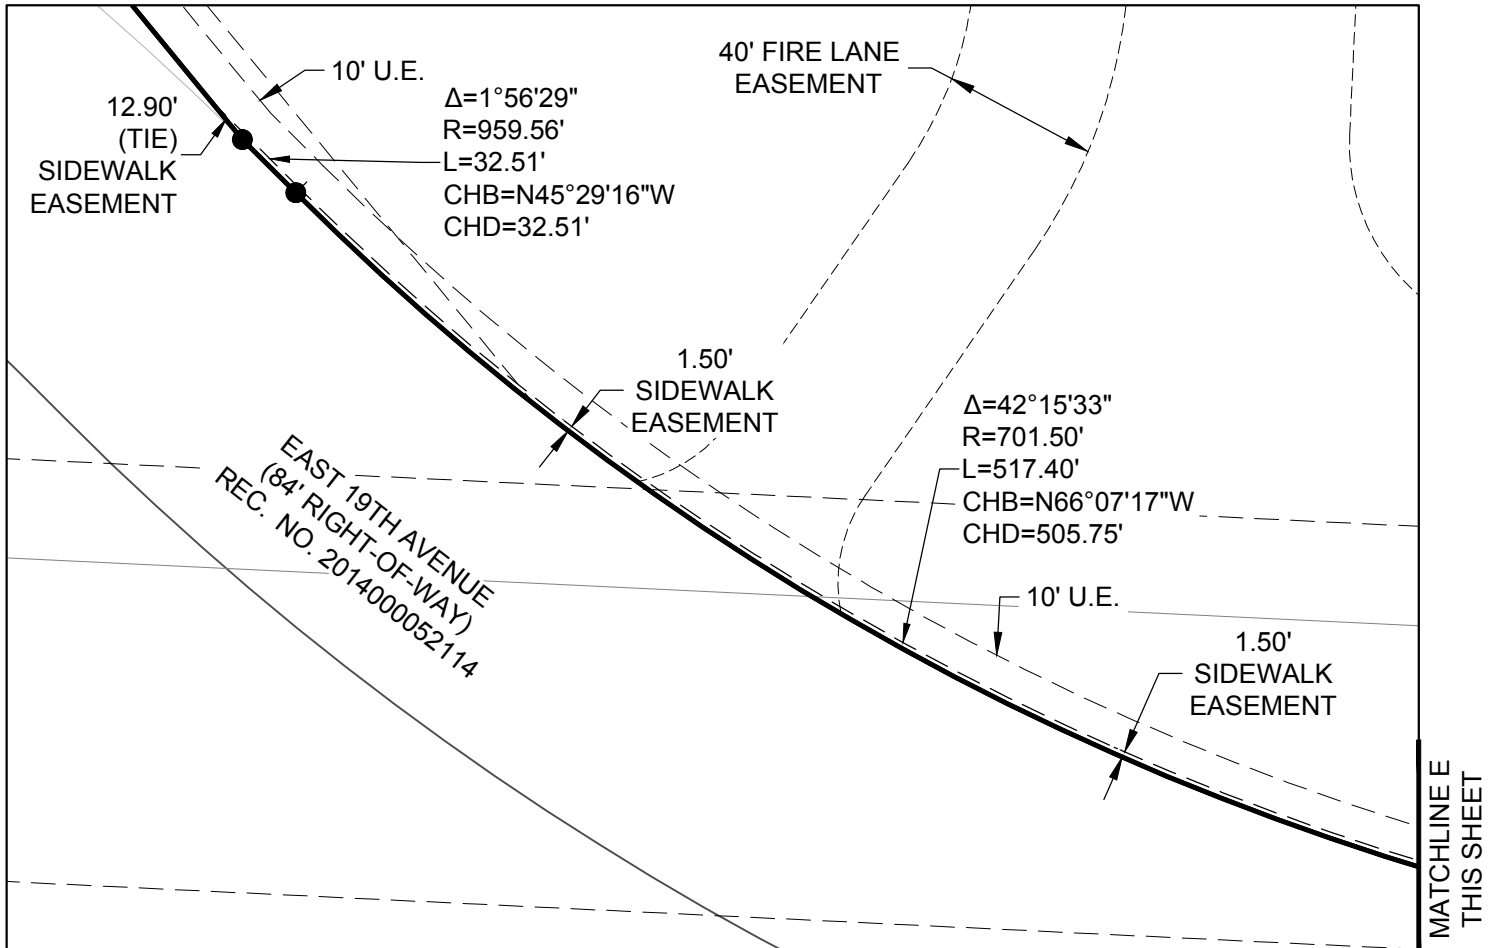 10' U.E.
40' FIRE LANE
EASEMENT
12.90'
(TIE)
SIDEWALK
EASEMENT
Δ=1°56'29"
R=959.56'
L=32.51'
CHB=N45°29'16"W
CHD=32.51'
1.50'
SIDEWALK
EASEMENT
Δ=42°15'33"
R=701.50'
L=517.40'
CHB=N66°07'17"W
CHD=505.75'
EAST 19TH AVENUE
(84' RIGHT-OF-WAY)
REC. NO. 2014000052114
10' U.E.
1.50'
SIDEWALK
EASEMENT
MATCHLINE E
THIS SHEET